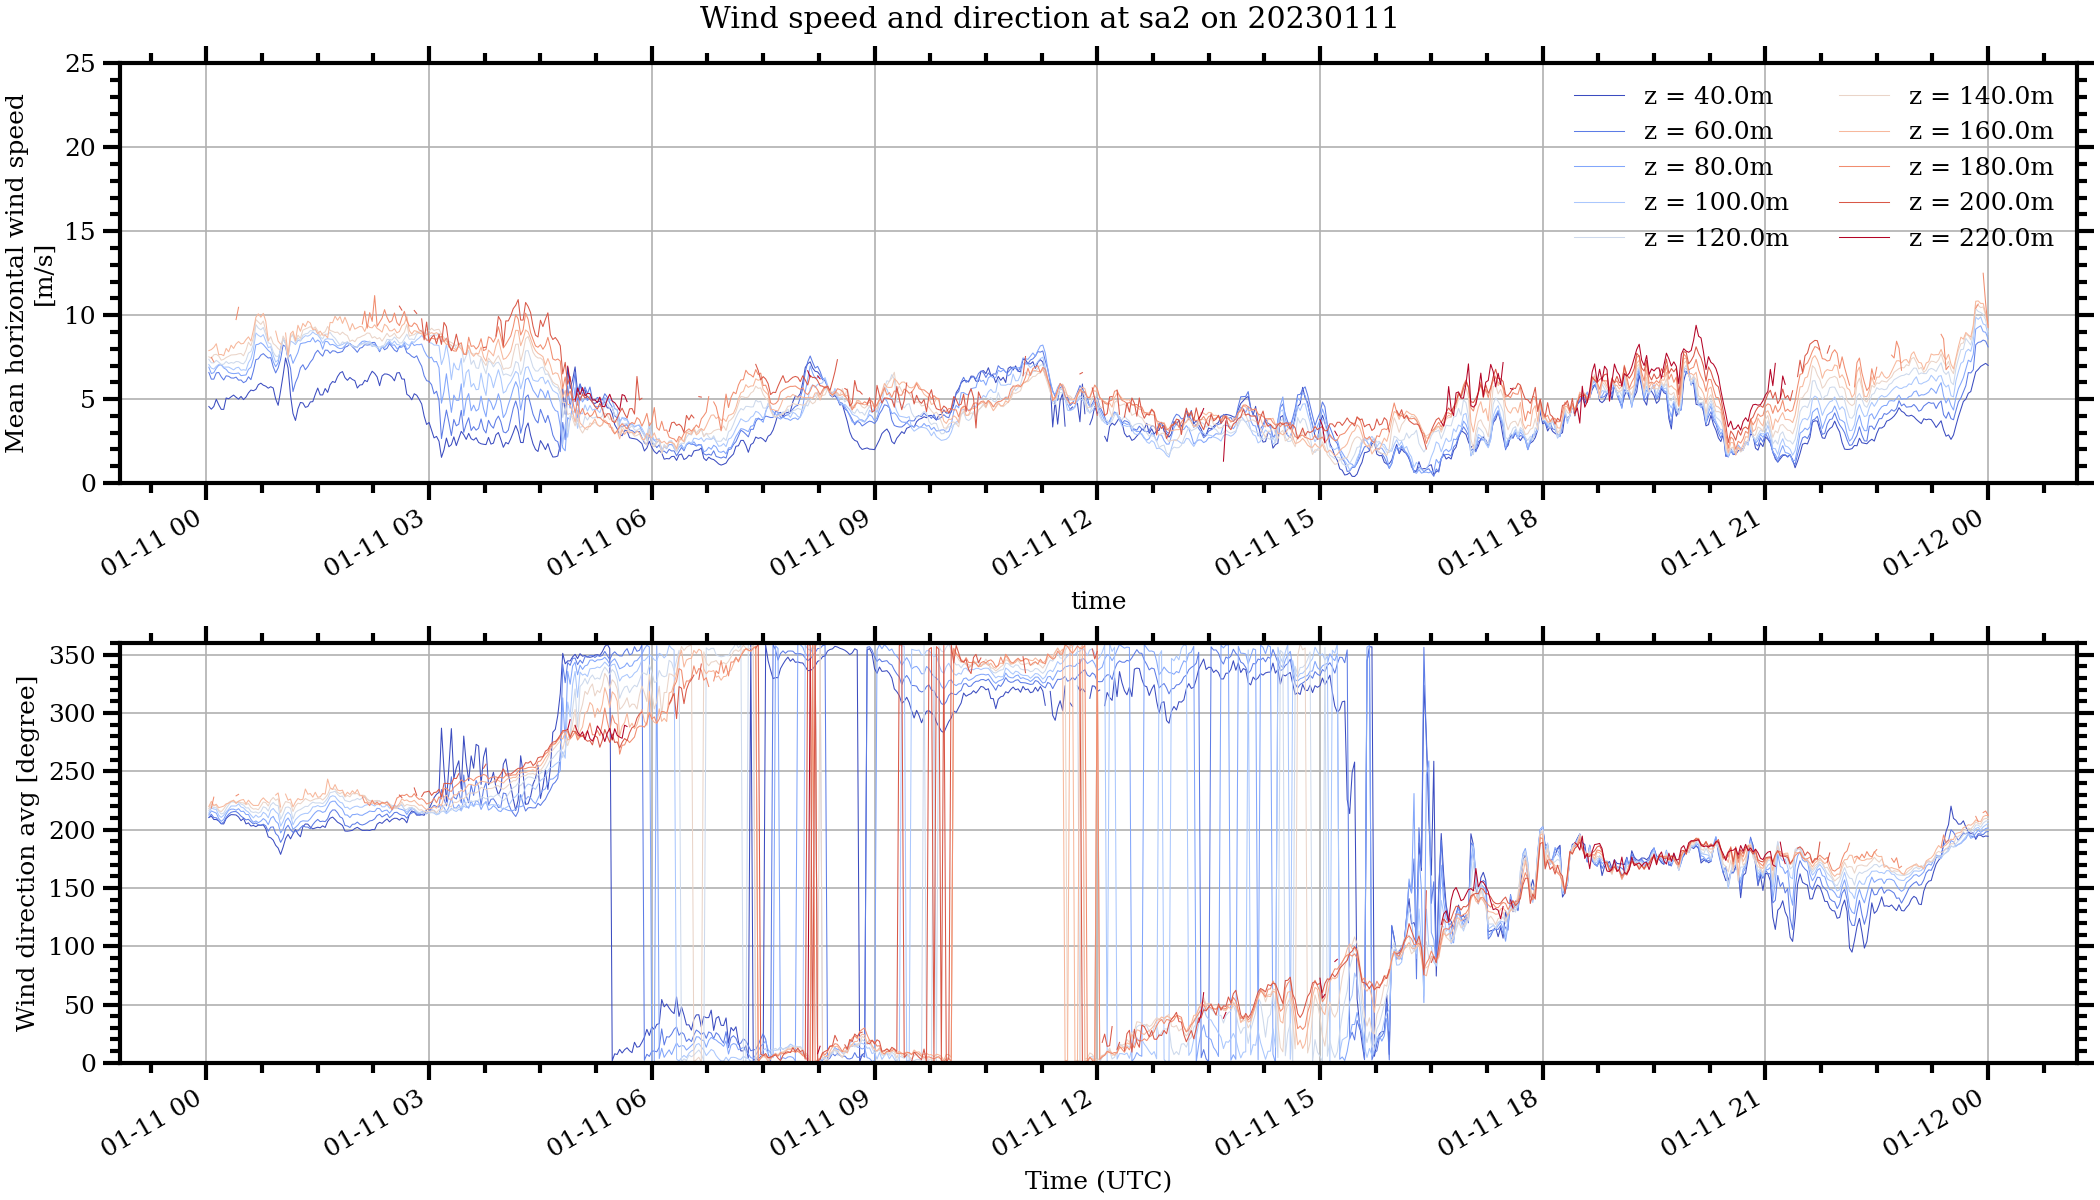 Wind speed and direction at sa2 on 20230111
Mean horizontal wind speed
[m/s]
25
20
15
10
5
0
z = 40.0m
z = 60.0m
z = 80.0m
z = 100.0m
z = 120.0m
z = 140.0m
z = 160.0m
z = 180.0m
z = 200.0m
z = 220.0m
01-11 00
01-11 03
01-11 06
01-11 09
01-11 12
01-11 15
01-11 18
01-11 21
01-12 00
time
Wind direction avg [degree]
350
300
250
200
150
100
50
0
01-11 00
01-11 03
01-11 06
01-11 09
01-11 12
01-11 15
01-11 18
01-11 21
01-12 00
Time (UTC)